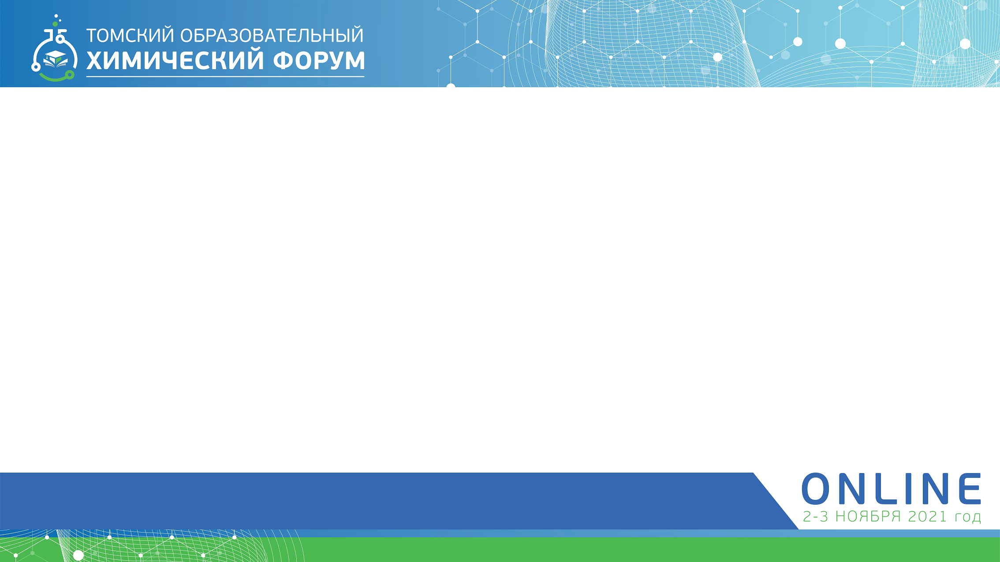 ТОМСКИЙ ОБРАЗОВАТЕЛЬНЫЙ
ХИМИЧЕСКИЙ ФОРУМ
ONLINE
2-3 НОЯБРЯ 2021 год